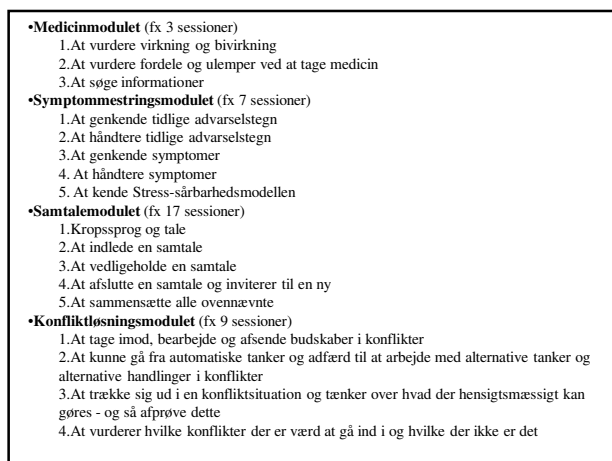 •Medicinmodulet (fx 3 sessioner)
1.At vurdere virkning og bivirkning
2.At vurdere fordele og ulemper ved at tage medicin
3.At søge informationer
•Symptommestringsmodulet (fx 7 sessioner)
1.At genkende tidlige advarselstegn
2.At håndtere tidlige advarselstegn
3.At genkende symptomer
4. At håndtere symptomer
5. At kende Stress-sårbarhedsmodellen
•Samtalemodulet (fx 17 sessioner)
1.Kropssprog og tale
2.At indlede en samtale
3.At vedligeholde en samtale
4.At afslutte en samtale og inviterer til en ny
5.At sammensætte alle ovennævnte
•Konfliktløsningsmodulet (fx 9 sessioner)
1.At tage imod, bearbejde og afsende budskaber i konflikter
2.At kunne gå fra automatiske tanker og adfærd til at arbejde med alternative tanker og
alternative handlinger i konflikter
3.At trække sig ud i en konfliktsituation og tænker over hvad der hensigtsmæssigt kan
gøres - og så afprøve dette
4.At vurderer hvilke konflikter der er værd at gå ind i og hvilke der ikke er det